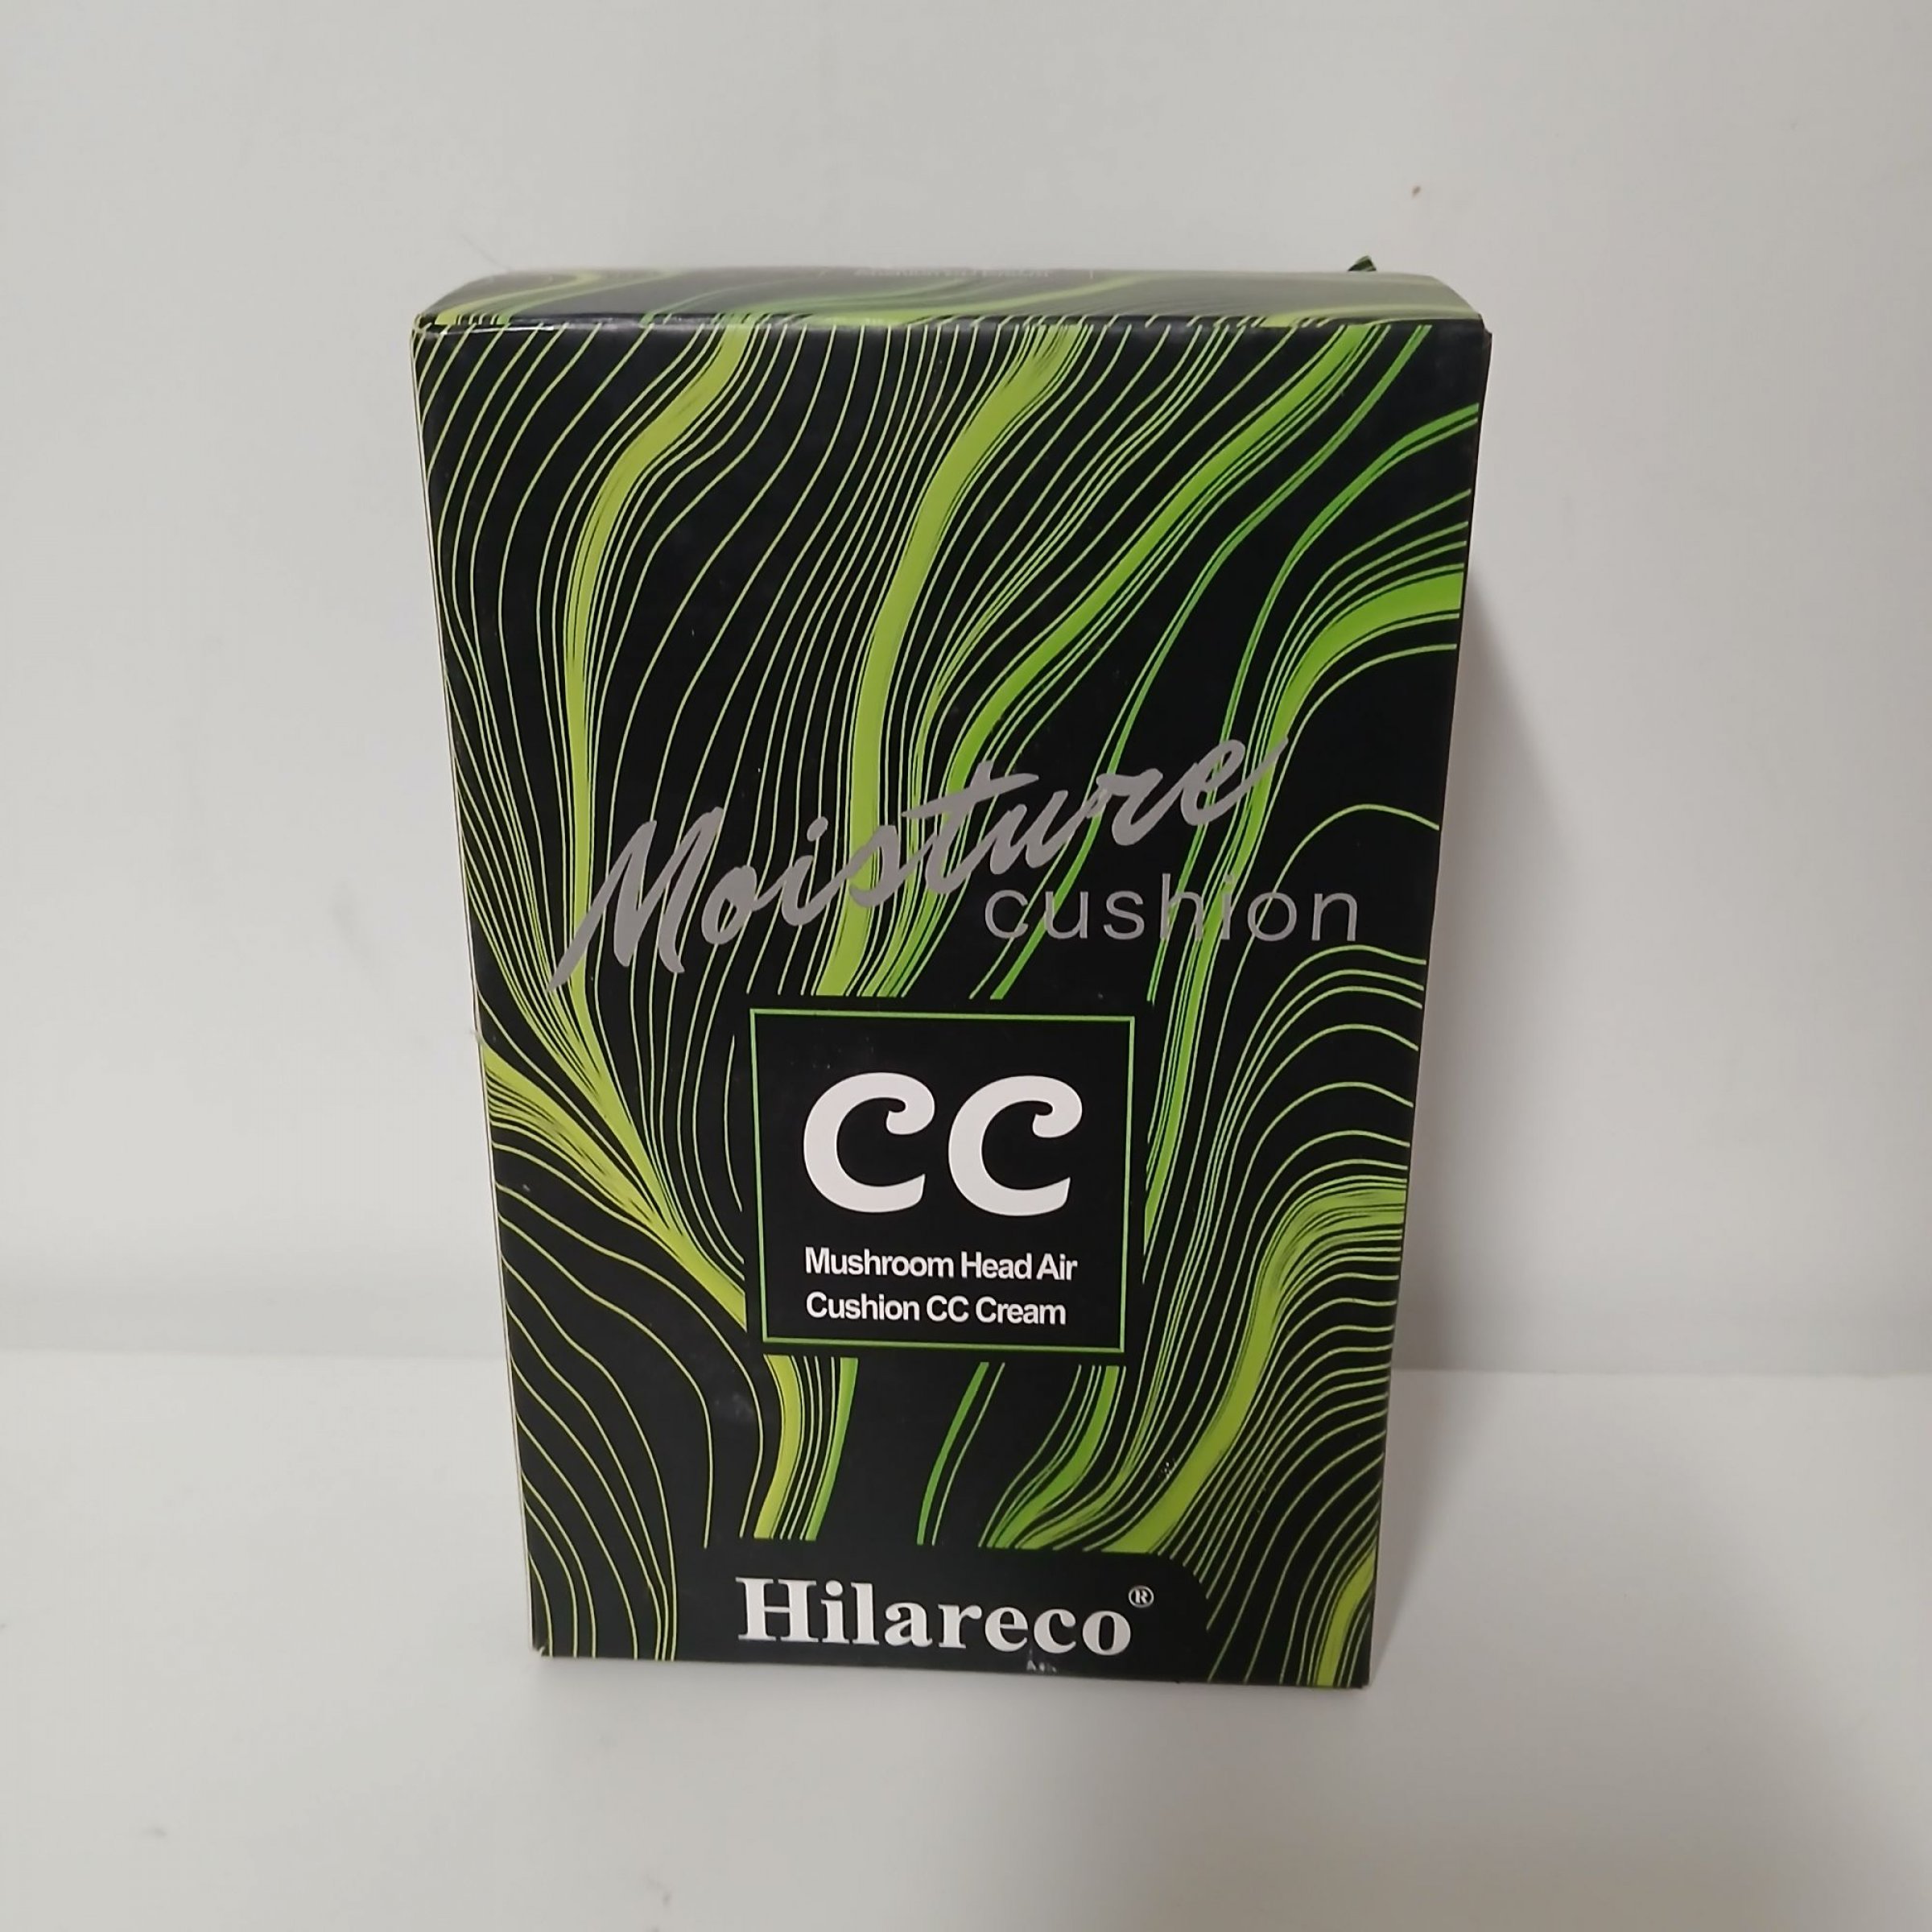 Moisture
cushion
CC
Mushroom Head Air
Cushion CC Cream
Hilareco®